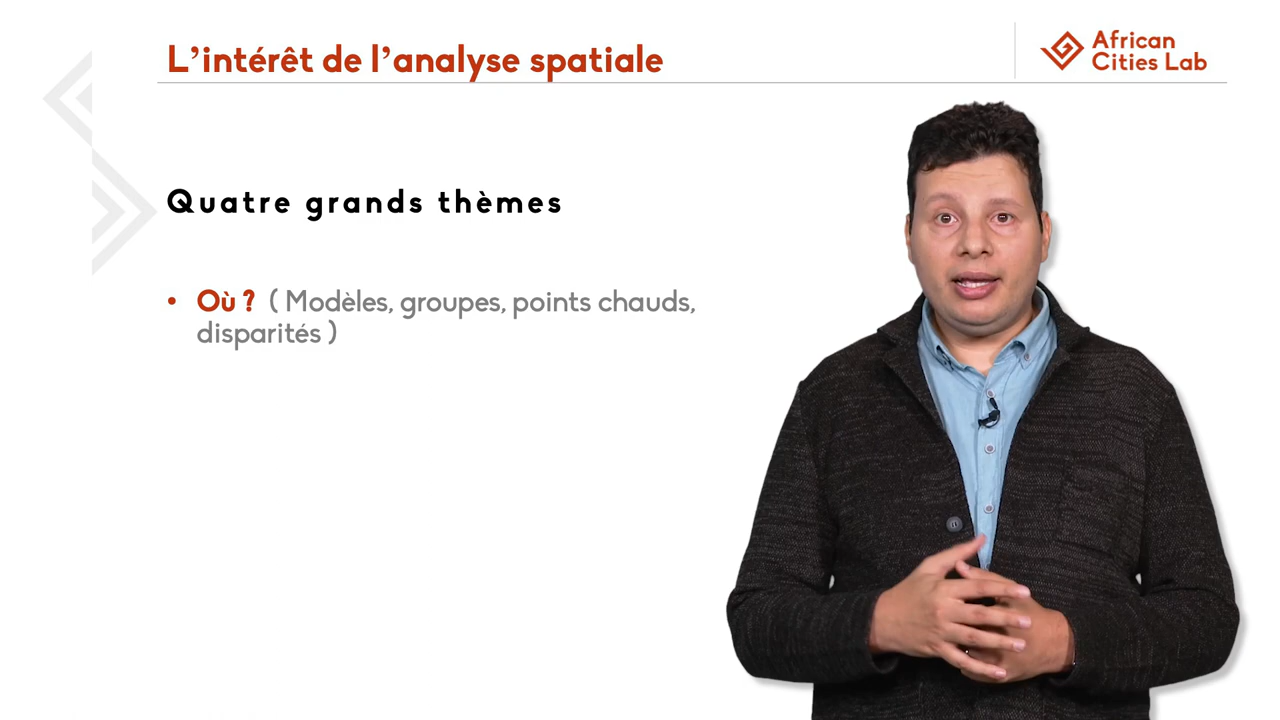 L’intérêt de l’analyse spatiale
African
Cities Lab
Quatre grands thèmes
• Où ? ( Modèles, groupes, points chauds,
disparités )